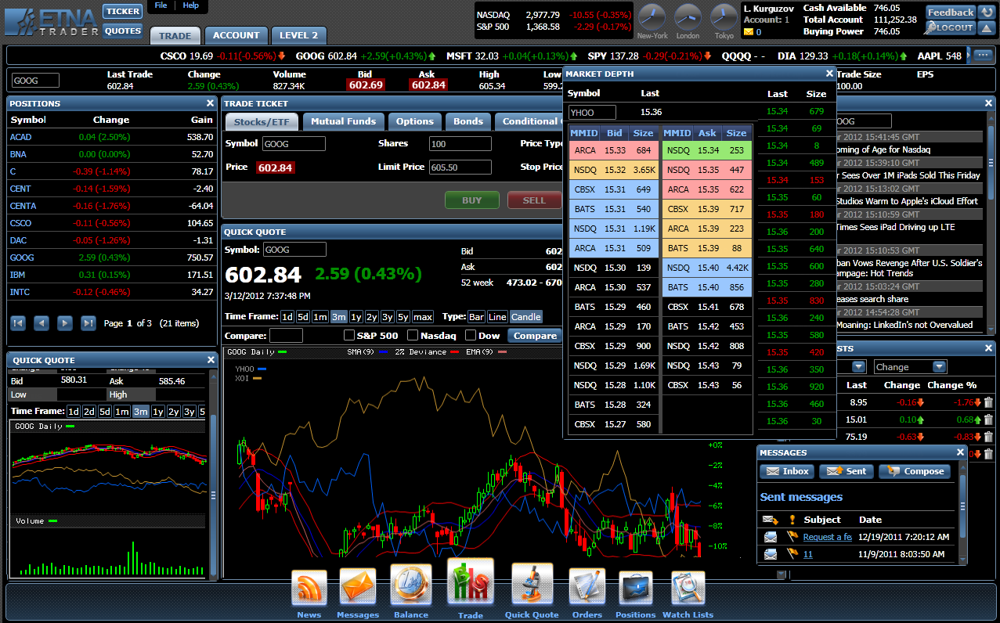 ETNA TRADER
TICKER
QUOTES
File | Help
TRADE ACCOUNT LEVEL 2
NASDAQ 2,977.79 -10.55 (-0.35%)
S&P 500 1,368.58 -2.29 (-0.17%)
New-York London Tokyo
L. Kurguzov
Account: 1
0
Cash Available 746.05
Total Account 111,252.38
Buying Power 746.05
Feedback
LOGOUT
CSCO 19.69 -0.11(-0.56%) GOOG 602.84 +2.59(+0.43%) MSFT 32.03 +0.04(+0.13%) SPY 137.28 -0.29(-0.21%) QQQQ - - DIA 129.33 +0.18(+0.14%) AAPL 548 ...
GOOG
Last Trade Change Volume Bid Ask High Low Trade Size EPS
602.84 2.59 (0.43%) 827.34K 602.69 602.84 605.34 599.2 100.00
POSITIONS
Symbol Change Gain
ACAD 0.04 (2.50%) 538.70
BNA 0.00 (0.00%) 52.70
C -0.39 (-1.14%) 78.17
CENT -0.14 (-1.59%) -2.40
CENTA -0.16 (-1.76%) -64.04
CSCO -0.11 (-0.56%) 104.65
DAC -0.05 (-1.26%) -1.31
GOOG 2.59 (0.43%) 750.57
IBM 0.31 (0.15%) 171.51
INTC -0.12 (-0.46%) 34.27
Page 1 of 3 (21 items)
QUICK QUOTE
Bid 580.31 Ask 585.46
Low High
Time Frame: 1d 2d 5d 1m 3m 1y 2y 3y 5
GOOG Daily
Volume
TRADE TICKET
Stocks/ETF Mutual Funds Options Bonds Conditional
Symbol GOOG Shares 100 Price Type
Price 602.84 Limit Price 605.50 Stop Price
BUY SELL
QUICK QUOTE
Symbol: GOOG
602.84 2.59 (0.43%)
3/12/2012 7:37:48 PM
Bid 602
Ask 602
52 week 473.02 - 670
Time Frame: 1d 5d 1m 3m 1y 2y 3y 5y max Type: Bar Line Candle
Compare: S&P 500 Nasdaq Dow Compare
GOOG Daily SMA(9) 2% Deviance EMA(9)
YHOO
XOI
+0%
-2%
-4%
-6%
-8%
-10%
MARKET DEPTH
Symbol Last
YHOO 15.36
MMID Bid Size MMID Ask Size
ARCA 15.33 684 NSDQ 15.34 253
NSDQ 15.32 3.65K NSDQ 15.35 447
CBSX 15.31 649 ARCA 15.35 622
BATS 15.31 540 CBSX 15.39 717
NSDQ 15.31 1.19K ARCA 15.39 223
ARCA 15.31 509 BATS 15.39 88
NSDQ 15.30 139 NSDQ 15.40 4.42K
ARCA 15.30 537 BATS 15.40 856
BATS 15.29 460 CBSX 15.41 678
ARCA 15.29 170 BATS 15.42 453
CBSX 15.29 900 NSDQ 15.42 808
NSDQ 15.29 1.69K NSDQ 15.43 79
NSDQ 15.28 1.10K CBSX 15.43 56
BATS 15.28 324
CBSX 15.27 580
Last Size
15.34 679
15.34 69
15.34 8
15.34 489
15.34 153
15.35 60
15.35 180
15.36 200
15.35 640
15.35 600
15.35 280
15.35 830
15.36 240
15.35 580
15.35 420
15.36 350
15.36 920
15.36 460
15.36 30
OOG
r 2012 15:41:45 GMT
oming of Age for Nasdaq
r 2012 15:39:10 GMT
r Sees Over 1M iPads Sold This Friday
r 2012 15:13:02 GMT
Studios Warm to Apple's iCloud Effort
r 2012 15:10:59 GMT
Times Sees iPad Driving up LTE
r 2012 15:10:53 GMT
ban Vows Revenge After U.S. Soldier's
ampage: Hot Trends
r 2012 15:03:24 GMT
eases search share
r 2012 14:54:28 GMT
Moaning: LinkedIn's not Overvalued
STS
Change
Last Change Change %
8.95 -0.16 -1.76
15.01 0.10 0.68
75.19 -0.63 -0.83
MESSAGES
Inbox Sent Compose
Sent messages
! Subject Date
Request a fe 12/19/2011 7:20:12 AM
11 11/9/2011 8:03:50 AM
News Messages Balance Trade Quick Quote Orders Positions Watch Lists